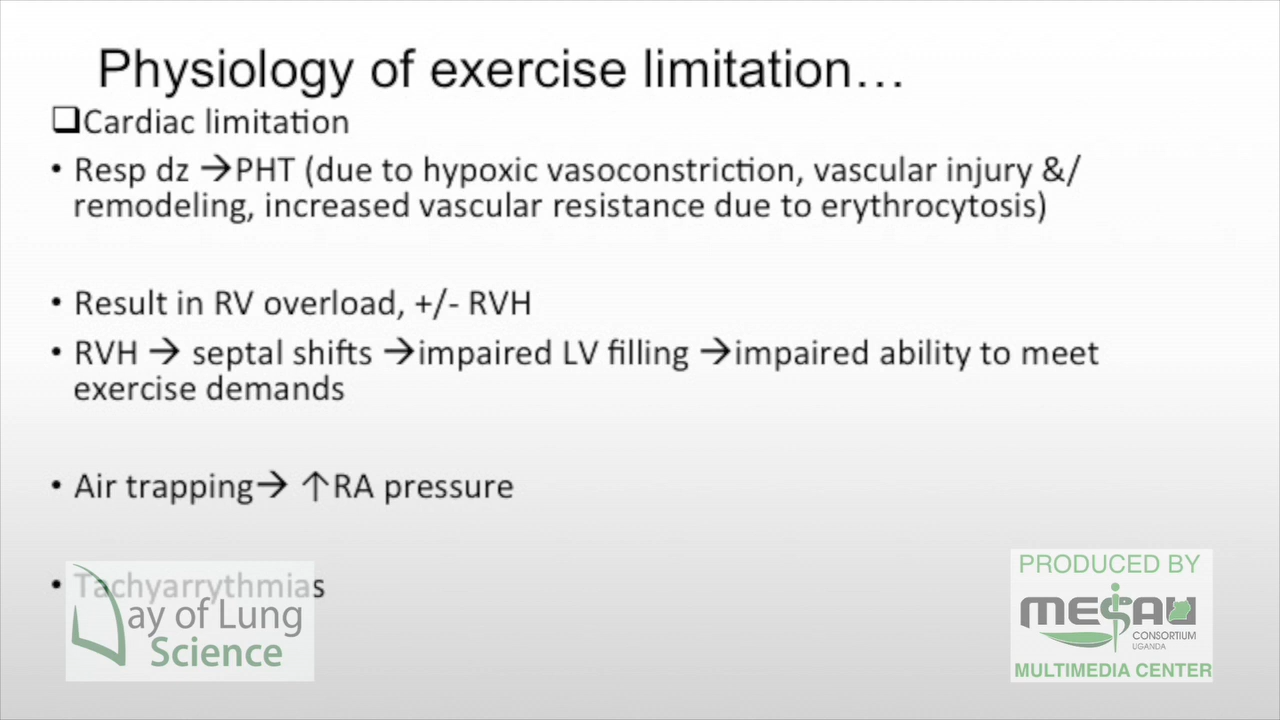 Physiology of exercise limitation…
❑Cardiac limitation
• Resp dz →PHT (due to hypoxic vasoconstriction, vascular injury &/
remodeling, increased vascular resistance due to erythrocytosis)
• Result in RV overload, +/- RVH
• RVH → septal shifts →impaired LV filling →impaired ability to meet
exercise demands
• Air trapping→ ↑RA pressure
• Tachyarrythmias
Day of Lung
Science
PRODUCED BY
MESAU
CONSORTIUM
UGANDA
MULTIMEDIA CENTER